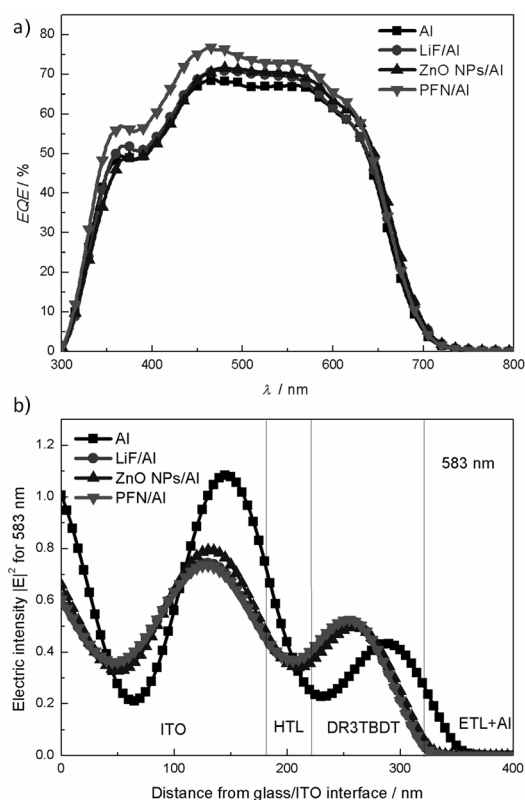 a)
Al
LiF/Al
ZnO NPs/Al
PFN/Al
EQE / %
80
70
60
50
40
30
20
10
0
300 400 500 600 700 800
λ / nm
b)
Al
LiF/Al
ZnO NPs/Al
PFN/Al
583 nm
Electric intensity |E|² for 583 nm
1.2
1.0
0.8
0.6
0.4
0.2
0.0
ITO HTL DR3TBDT ETL+Al
0 100 200 300 400
Distance from glass/ITO interface / nm